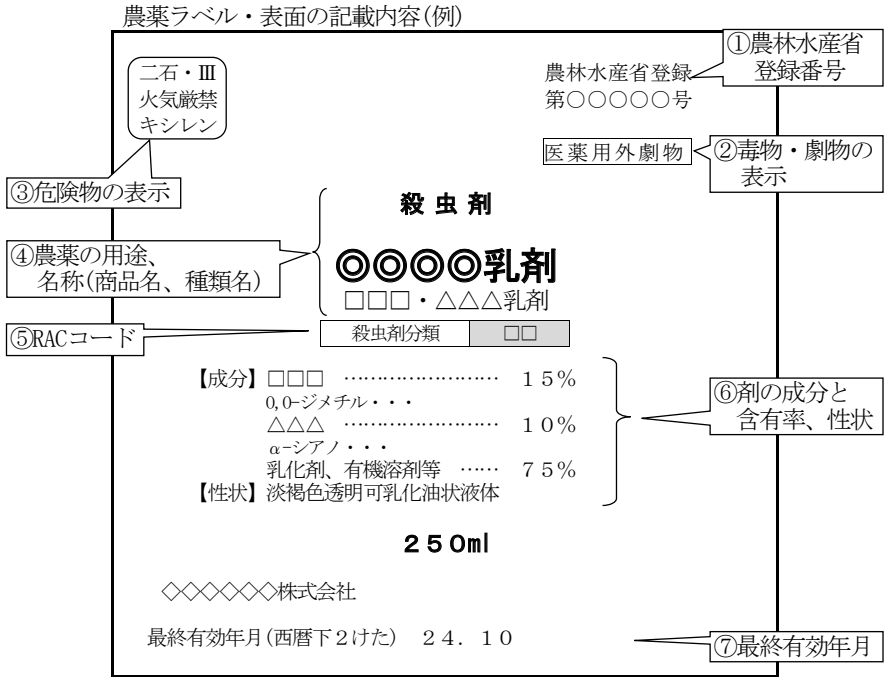 農薬ラベル・表面の記載内容(例)
①農林水産省
登録番号
二石・Ⅲ
火気厳禁
キシレン
農林水産省登録
第○○○○○号
医薬用外劇物
②毒物・劇物の
表示
③危険物の表示
殺虫剤
④農薬の用途、
名称(商品名、種類名)
◎◎◎◎乳剤
□□□・△△△乳剤
⑤RACコード
殺虫剤分類 □□
【成分】□□□ …………………… 15%
0,0-ジメチル・・・
△△△ …………………… 10%
α-シアノ・・・
乳化剤、有機溶剤等 …… 75%
【性状】淡褐色透明可乳化油状液体
⑥剤の成分と
含有率、性状
250ml
◇◇◇◇◇◇株式会社
最終有効年月(西暦下2けた) 24. 10
⑦最終有効年月